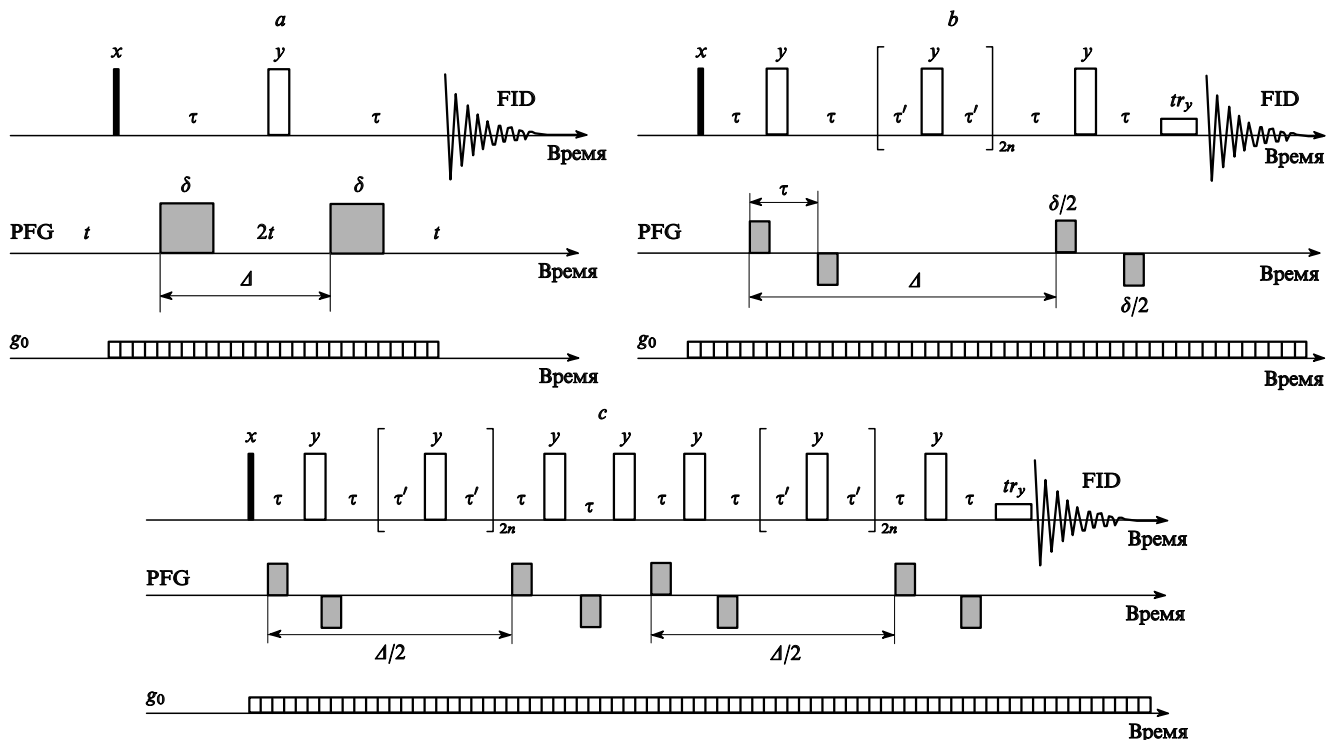 a
x y
τ τ FID
Время
δ δ
PFG t 2t t
Время
Δ
g0
Время
b
x y y y
τ τ τ′ τ′ 2n τ τ try FID
Время
τ δ/2
PFG
Время
Δ
δ/2
g0
Время
c
x y y y y y y y
τ τ τ′ τ′ 2n τ τ τ τ τ′ τ′ 2n τ τ try FID
Время
PFG
Время
Δ/2 Δ/2
g0
Время